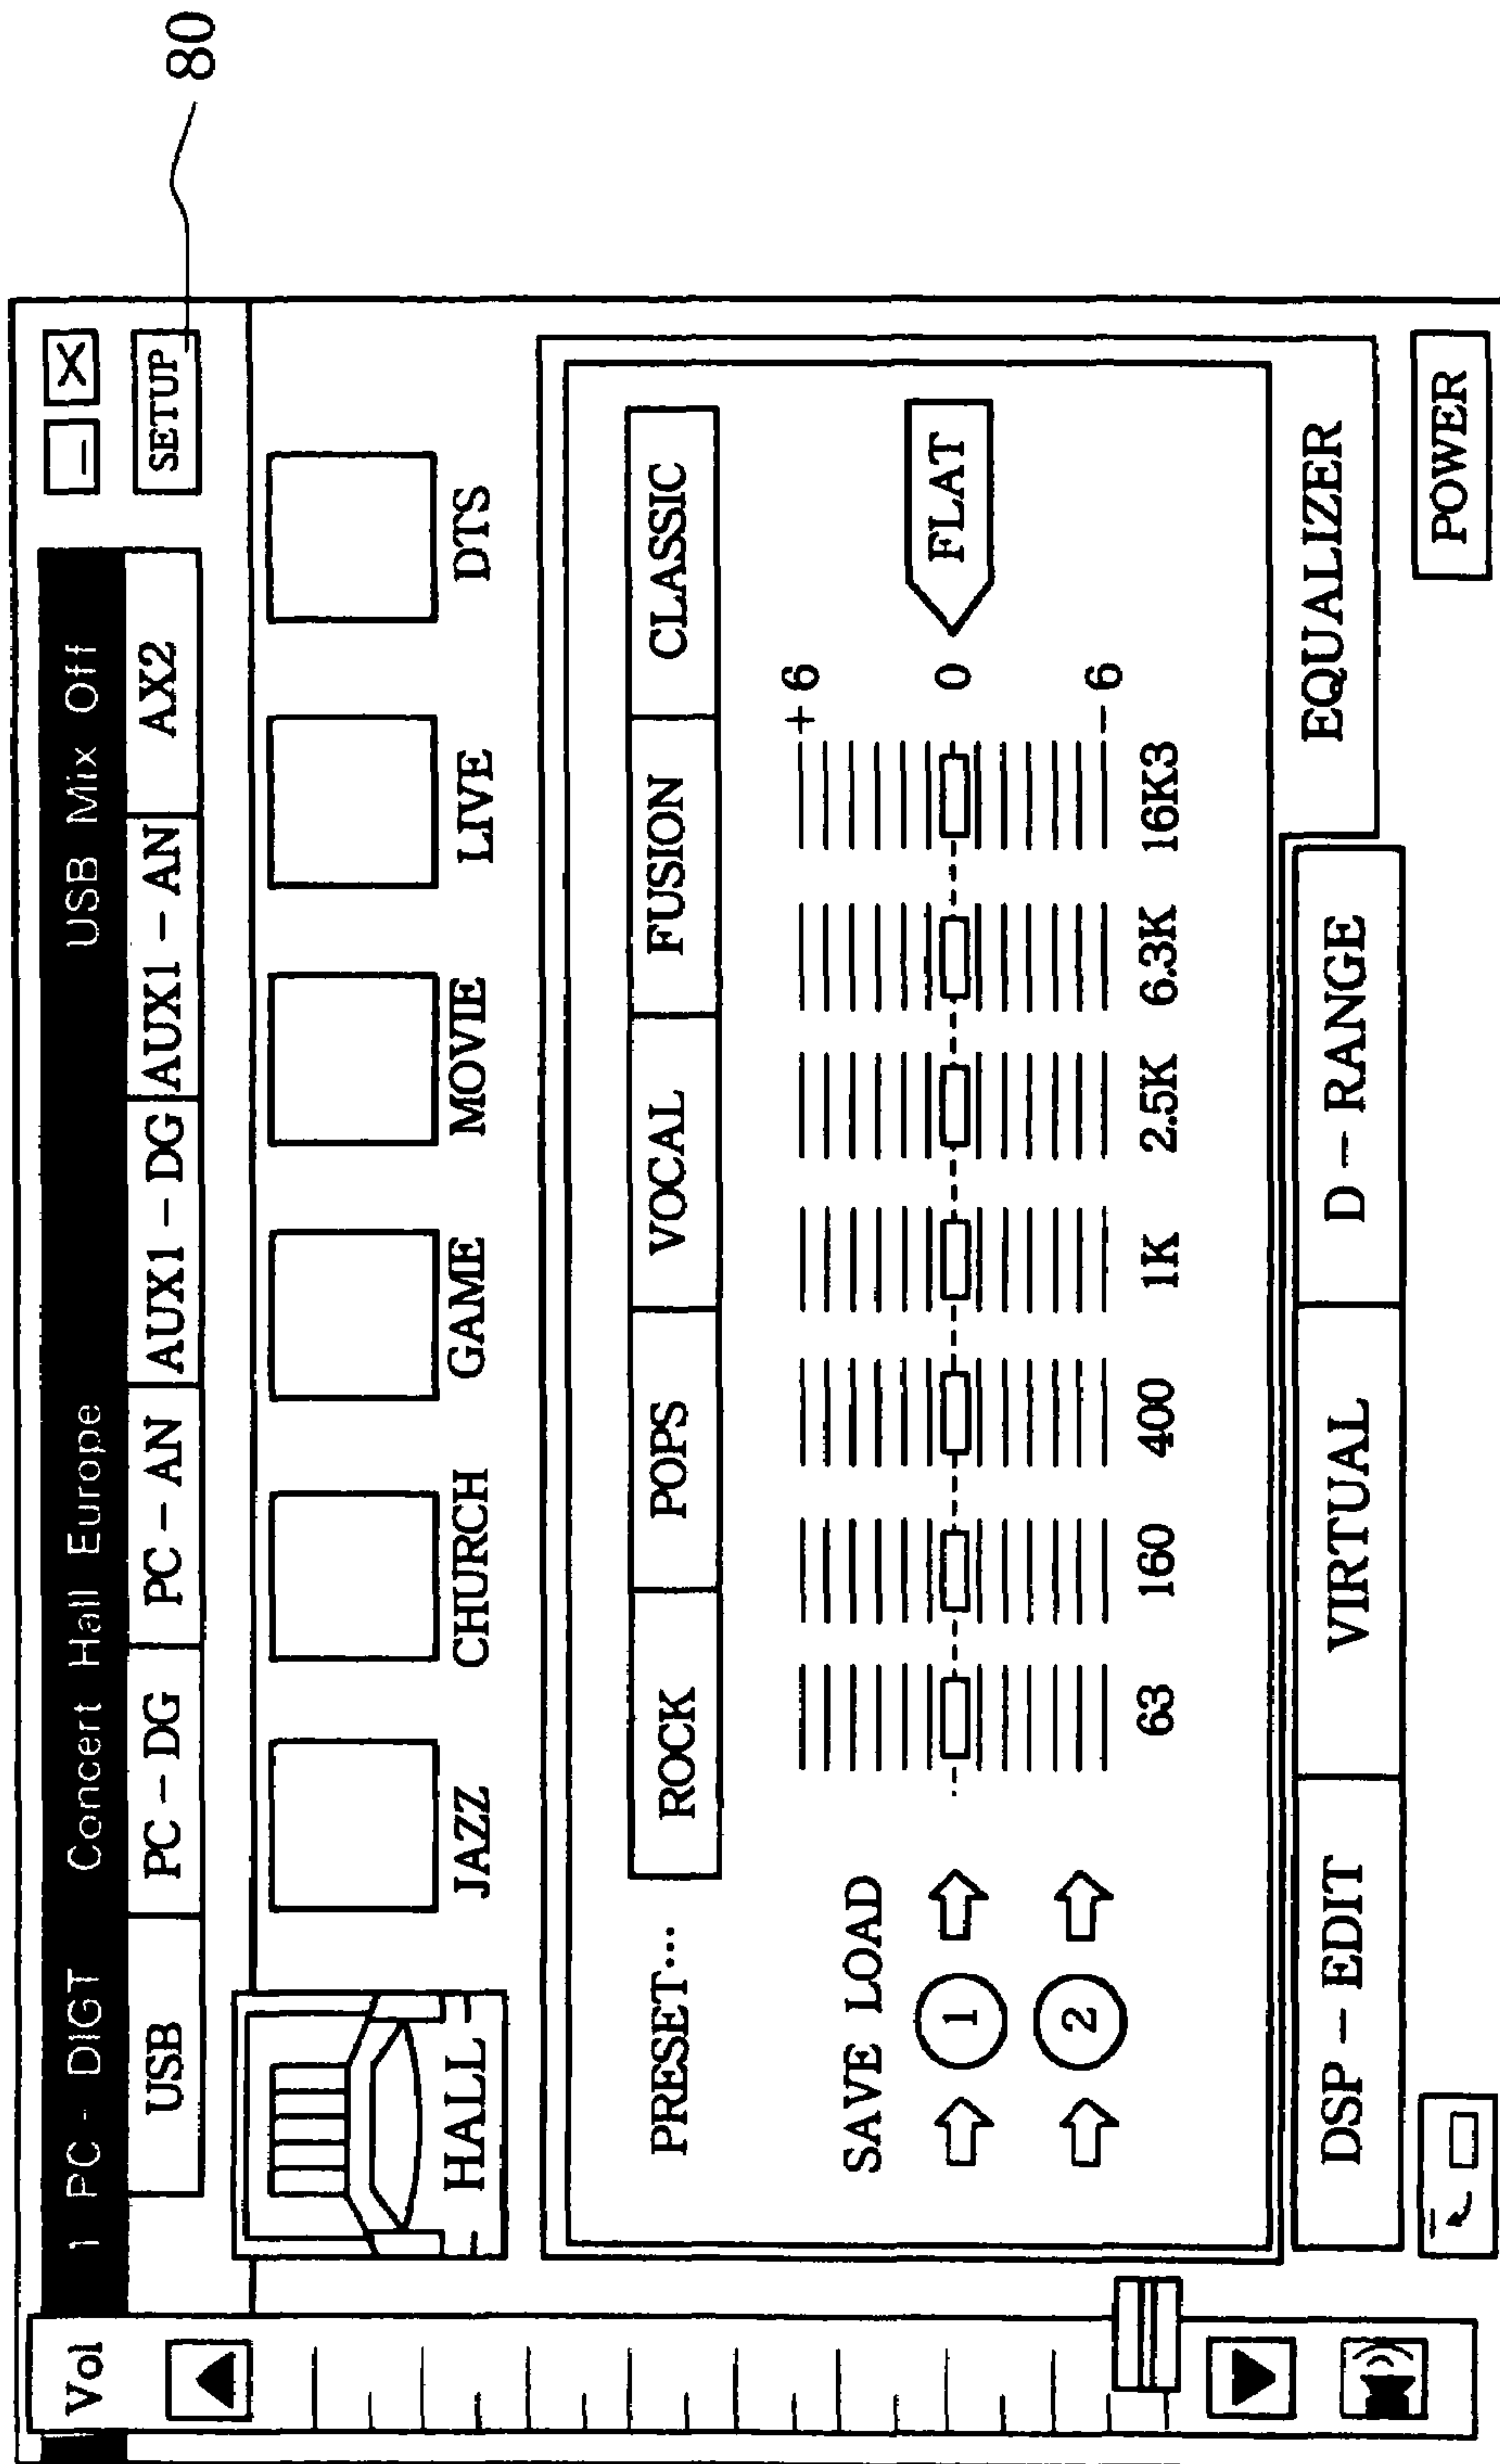 80
1 PC - DIGT Concert Hall Europe USB Mix Off
Vol
USB PC - DG PC - AN AUX1 - DG AUX1 - AN AX2 SETUP
HALL JAZZ CHURCH GAME MOVIE LIVE DTS
PRESET... ROCK POPS VOCAL FUSION CLASSIC
SAVE LOAD
+6
1 0 FLAT
2 -6
63 160 400 1K 2.5K 6.3K 16K3
DSP - EDIT VIRTUAL D - RANGE EQUALIZER
POWER